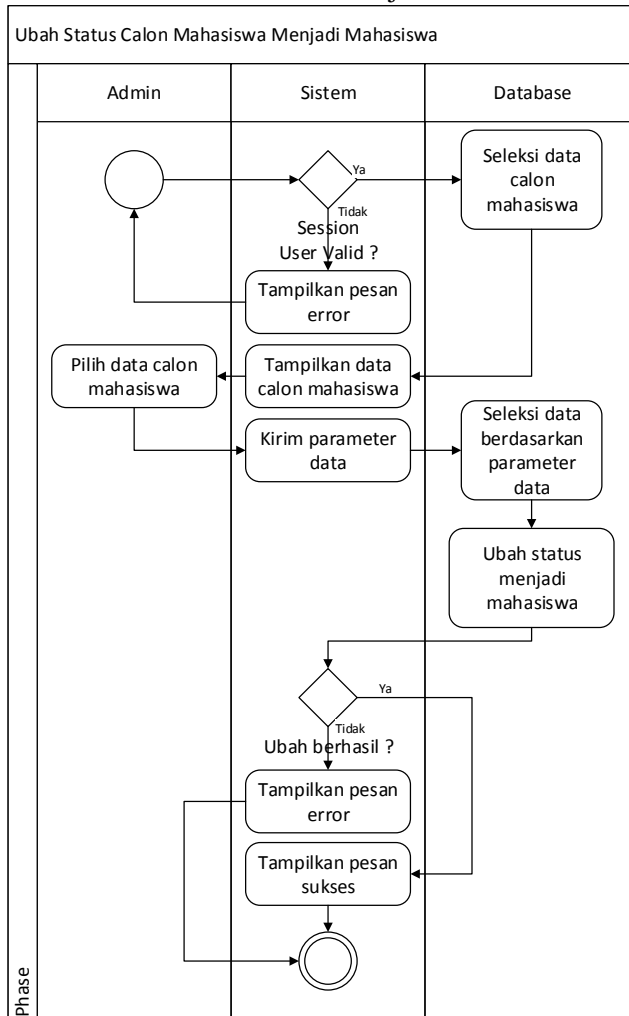 Ubah Status Calon Mahasiswa Menjadi Mahasiswa
Admin
Sistem
Database
Ya
Seleksi data
calon
mahasiswa
Tidak
Session
User Valid ?
Tampilkan pesan
error
Pilih data calon
mahasiswa
Tampilkan data
calon mahasiswa
Kirim parameter
data
Seleksi data
berdasarkan
parameter
data
Ubah status
menjadi
mahasiswa
Ya
Tidak
Ubah berhasil ?
Tampilkan pesan
error
Tampilkan pesan
sukses
Phase